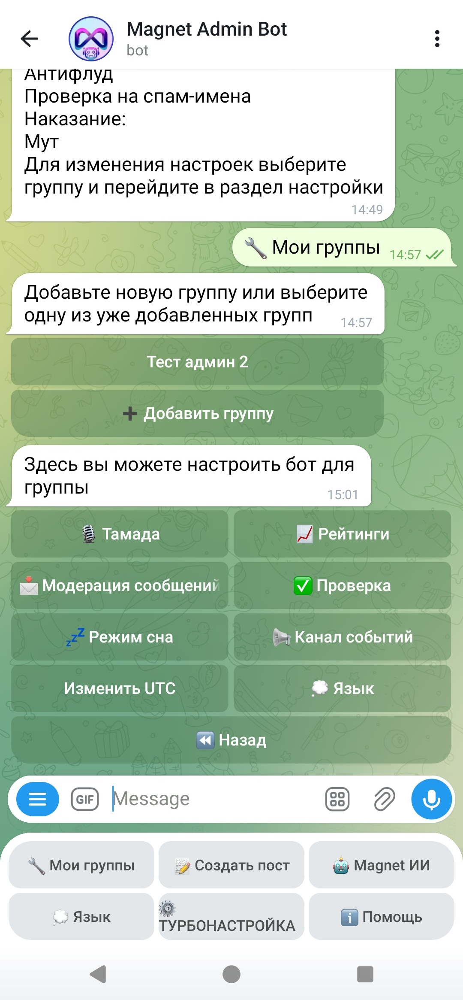 Magnet Admin Bot
bot
Антифлуд
Проверка на спам-имена
Наказание:
Мут
Для изменения настроек выберите
группу и перейдите в раздел настройки
14:49
Мои группы 14:57
Добавьте новую группу или выберите
одну из уже добавленных групп 14:57
Тест админ 2
➕ Добавить группу
Здесь вы можете настроить бот для
группы 15:01
Тамада
Рейтинги
Модерация сообщений
Проверка
Режим сна
Канал событий
Изменить UTC
Язык
Назад
GIF Message
Мои группы
Создать пост
Magnet ИИ
Язык
ТУРБОНАСТРОЙКА
Помощь